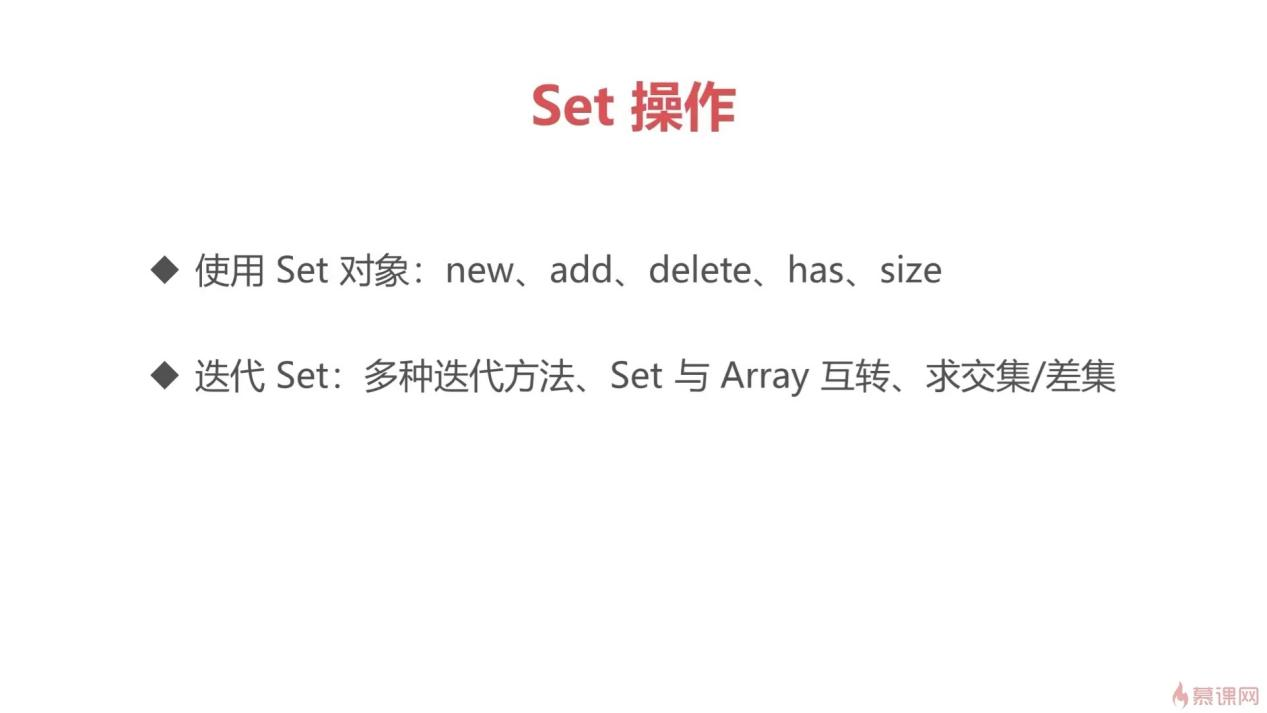 Set 操作
◆ 使用 Set 对象：new、add、delete、has、size
◆ 迭代 Set：多种迭代方法、Set 与 Array 互转、求交集/差集
慕课网